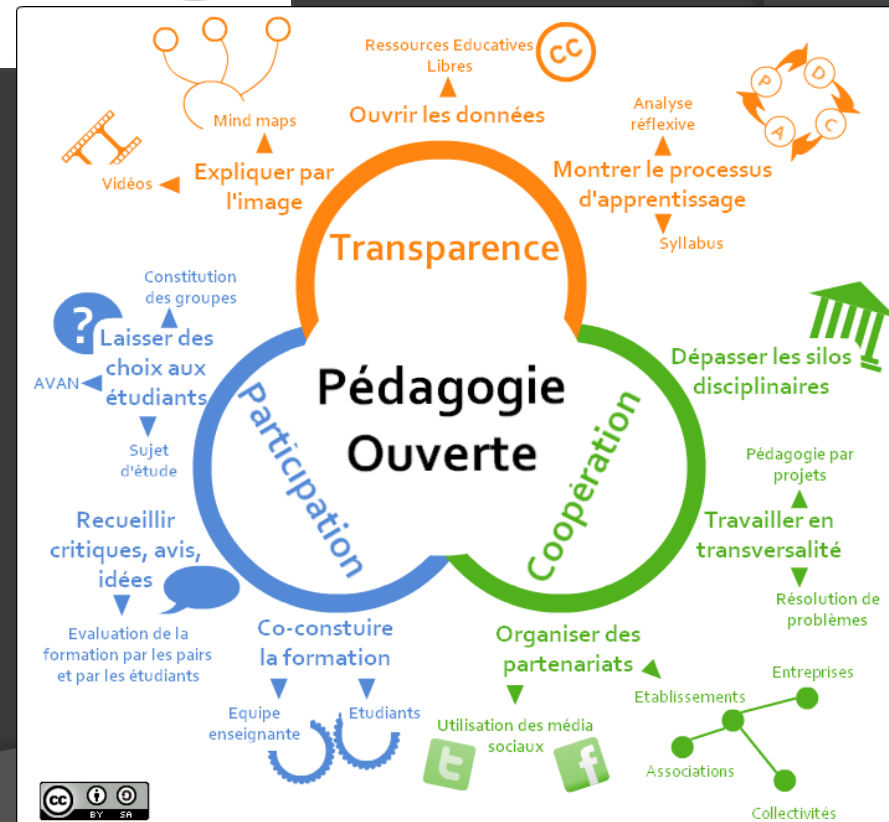 Ressources Educatives
Libres
Ouvrir les données
CC
Mind maps
Vidéos
Expliquer par
l'image
Analyse
réflexive
P
D
C
A
Montrer le processus
d'apprentissage
Syllabus
Transparence
Pédagogie
Ouverte
Participation
Coopération
Constitution
des groupes
?
Laisser des
choix aux
étudiants
AVAN
Sujet
d'étude
Recueillir
critiques, avis,
idées
Evaluation de la
formation par les pairs
et par les étudiants
Co-constuire
la formation
Equipe
enseignante
Etudiants
Dépasser les silos
disciplinaires
Pédagogie par
projets
Travailler en
transversalité
Résolution de
problèmes
Organiser des
partenariats
Utilisation des média
sociaux
t
f
Etablissements
Entreprises
Associations
Collectivités
cc
BY SA